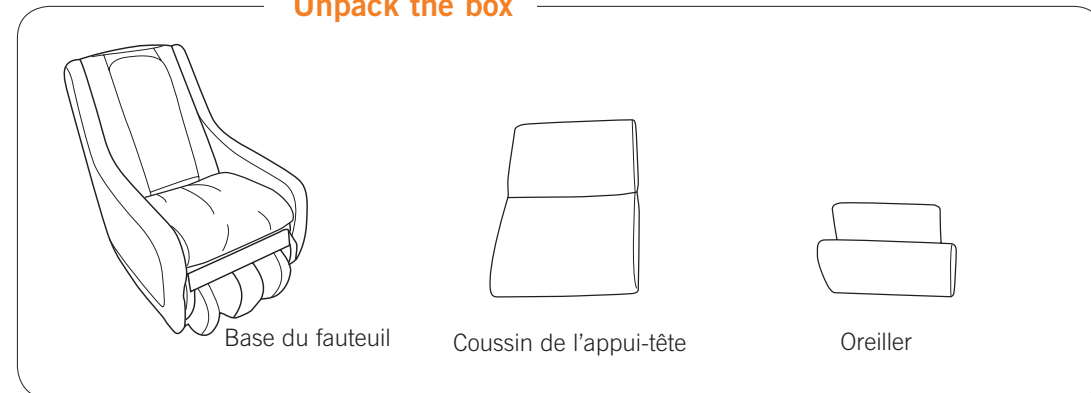 Unpack the box
Base du fauteuil
Coussin de l'appui-tête
Oreiller